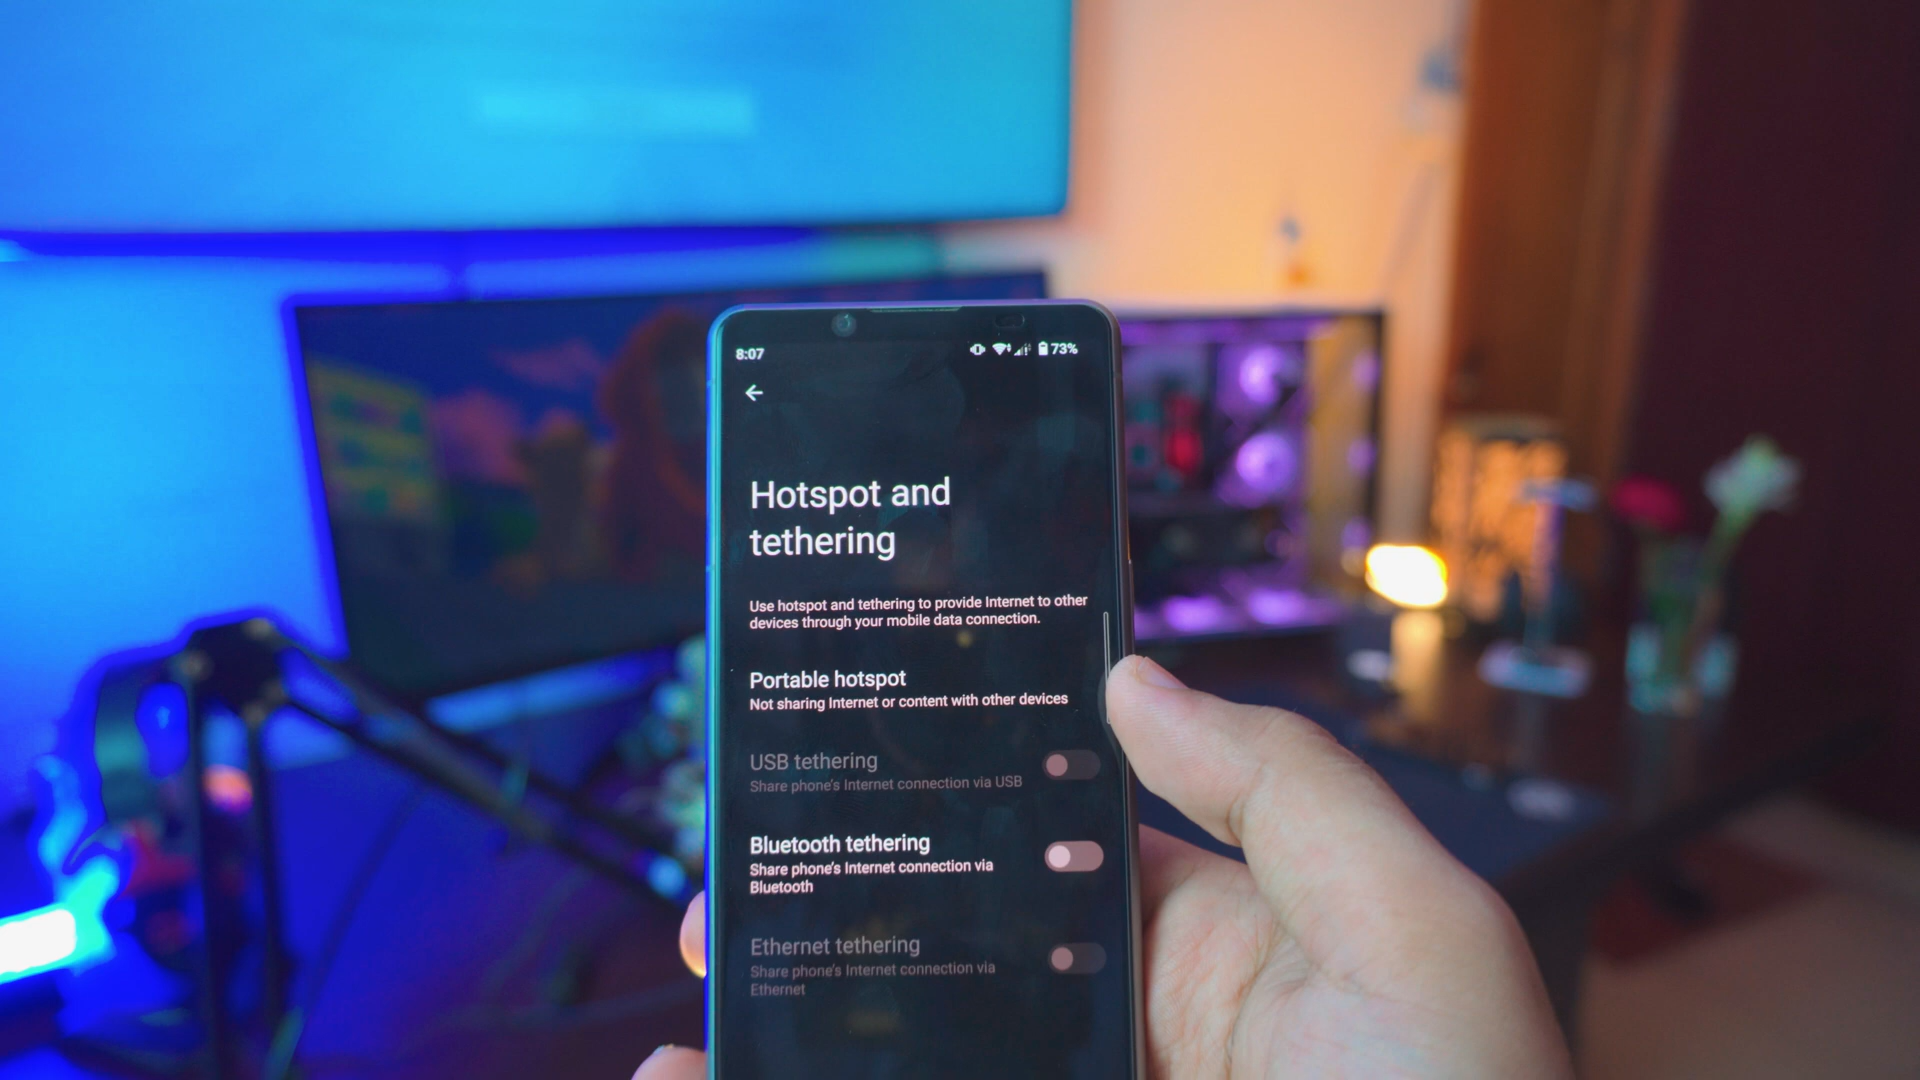 8:07
73%
Hotspot and
tethering
Use hotspot and tethering to provide Internet to other
devices through your mobile data connection.
Portable hotspot
Not sharing Internet or content with other devices
USB tethering
Share phone's Internet connection via USB
Bluetooth tethering
Share phone's Internet connection via
Bluetooth
Ethernet tethering
Share phone's Internet connection via
Ethernet